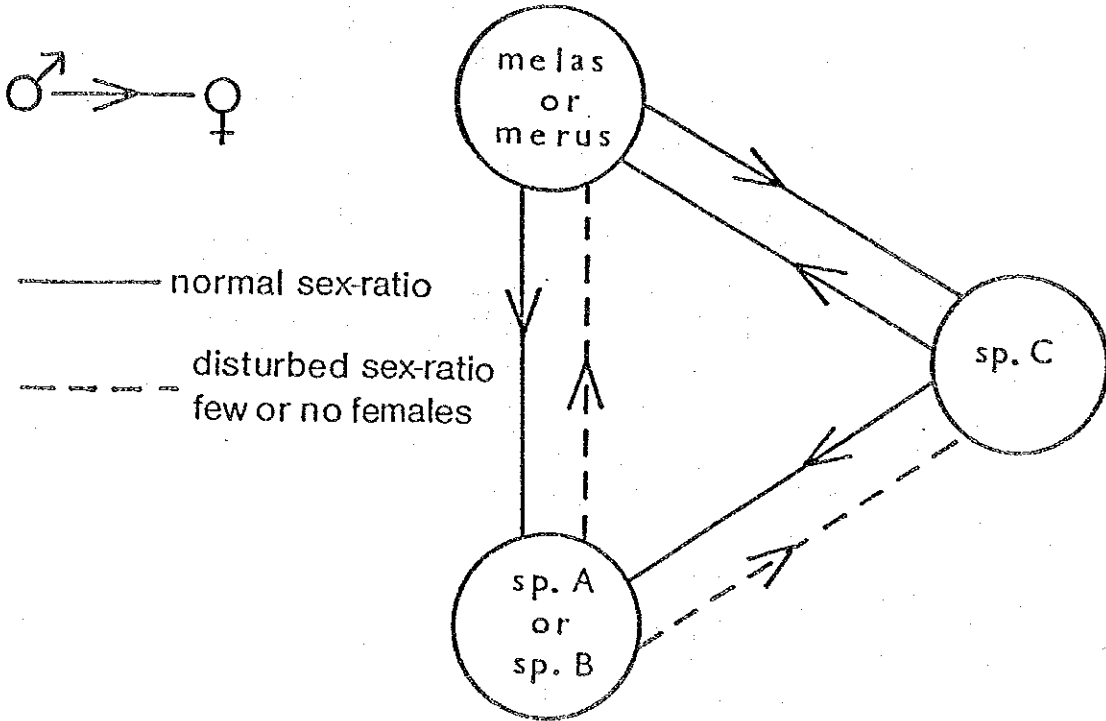 melas
or
merus
normal sex-ratio
disturbed sex-ratio
few or no females
sp. C
sp. A
or
sp. B